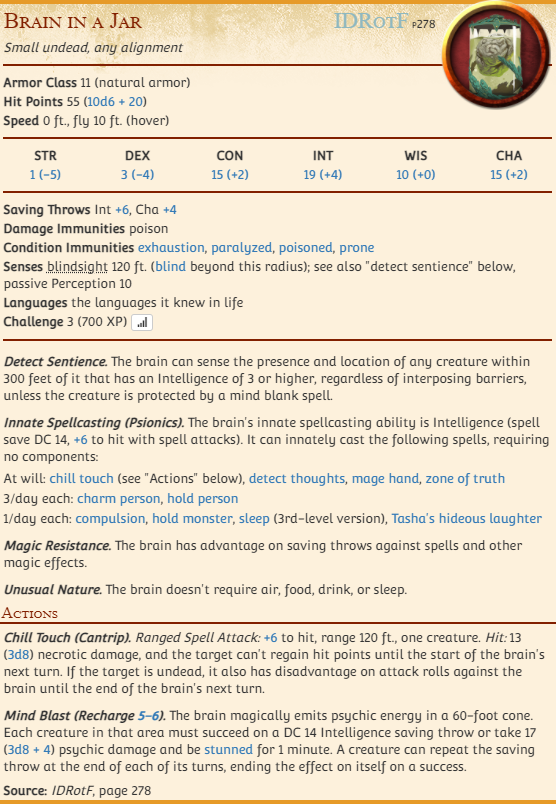 Brain in a Jar IDRotF p278
Small undead, any alignment
Armor Class 11 (natural armor)
Hit Points 55 (10d6 + 20)
Speed 0 ft., fly 10 ft. (hover)
STR DEX CON INT WIS CHA
1 (−5) 3 (−4) 15 (+2) 19 (+4) 10 (+0) 15 (+2)
Saving Throws Int +6, Cha +4
Damage Immunities poison
Condition Immunities exhaustion, paralyzed, poisoned, prone
Senses blindsight 120 ft. (blind beyond this radius); see also "detect sentience" below,
passive Perception 10
Languages the languages it knew in life
Challenge 3 (700 XP)
Detect Sentience. The brain can sense the presence and location of any creature within
300 feet of it that has an Intelligence of 3 or higher, regardless of interposing barriers,
unless the creature is protected by a mind blank spell.
Innate Spellcasting (Psionics). The brain's innate spellcasting ability is Intelligence (spell
save DC 14, +6 to hit with spell attacks). It can innately cast the following spells, requiring
no components:
At will: chill touch (see "Actions" below), detect thoughts, mage hand, zone of truth
3/day each: charm person, hold person
1/day each: compulsion, hold monster, sleep (3rd-level version), Tasha's hideous laughter
Magic Resistance. The brain has advantage on saving throws against spells and other
magic effects.
Unusual Nature. The brain doesn't require air, food, drink, or sleep.
Actions
Chill Touch (Cantrip). Ranged Spell Attack: +6 to hit, range 120 ft., one creature. Hit: 13
(3d8) necrotic damage, and the target can't regain hit points until the start of the brain's
next turn. If the target is undead, it also has disadvantage on attack rolls against the
brain until the end of the brain's next turn.
Mind Blast (Recharge 5–6). The brain magically emits psychic energy in a 60-foot cone.
Each creature in that area must succeed on a DC 14 Intelligence saving throw or take 17
(3d8 + 4) psychic damage and be stunned for 1 minute. A creature can repeat the saving
throw at the end of each of its turns, ending the effect on itself on a success.
Source: IDRotF, page 278